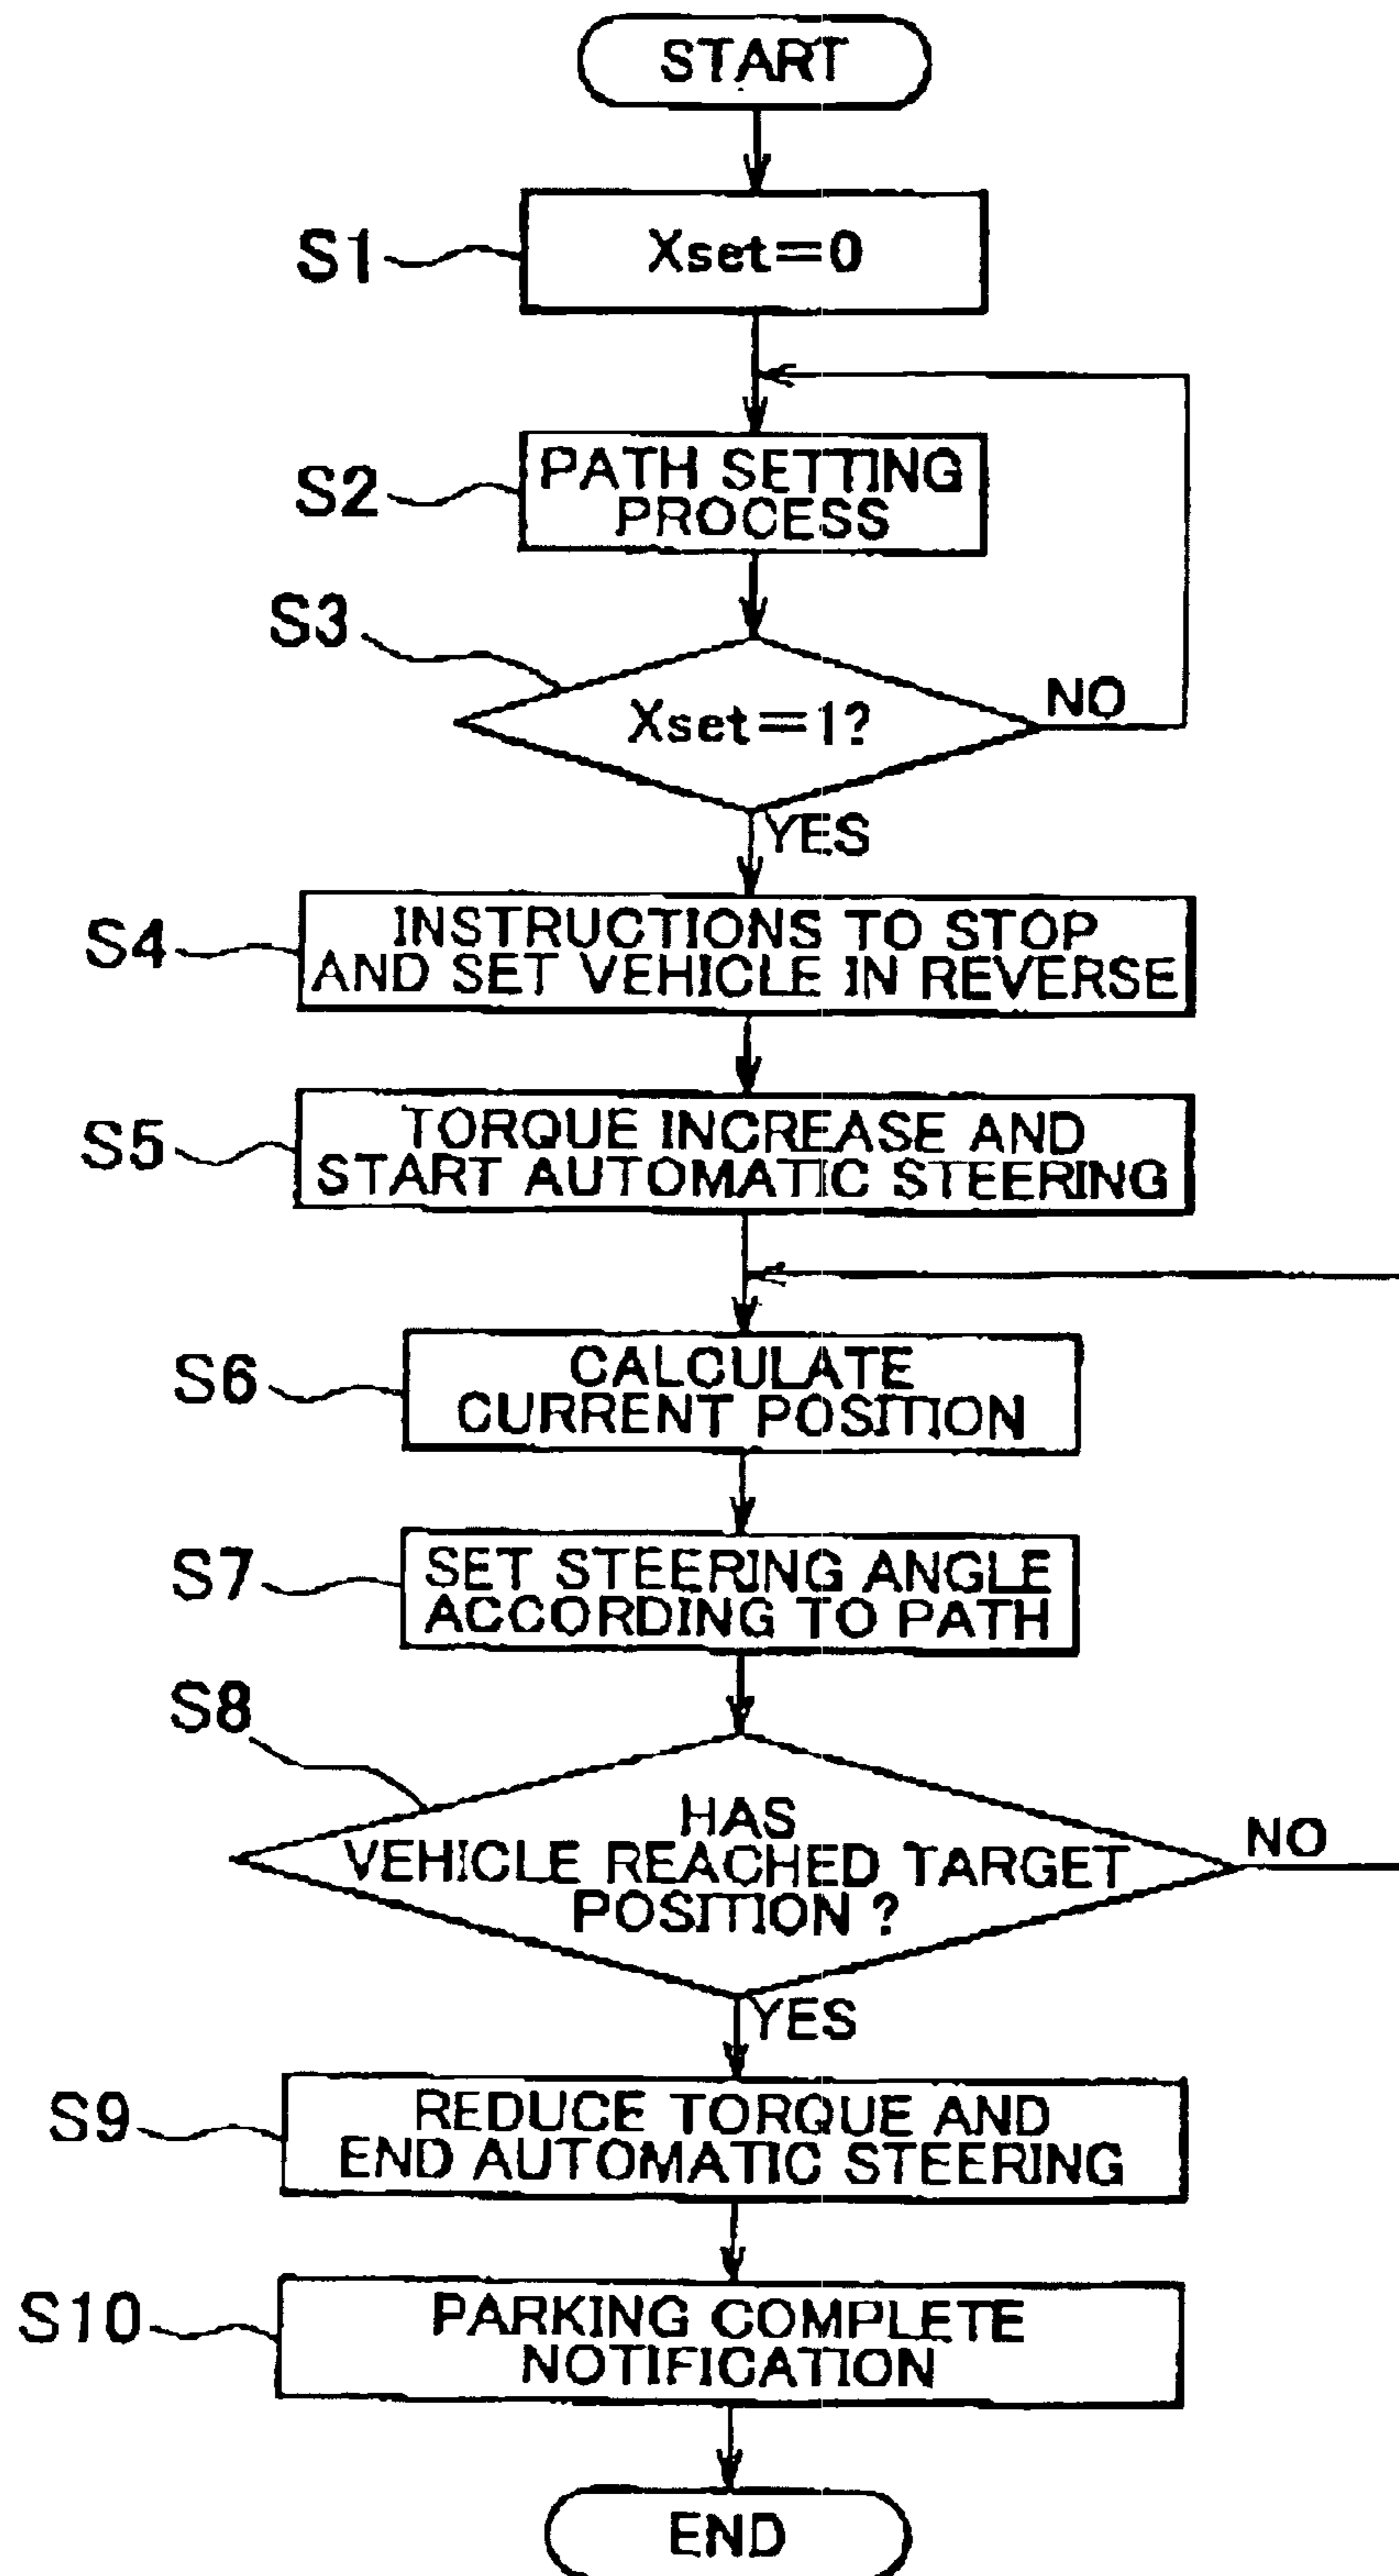 START
S1
Xset=0
S2
PATH SETTING
PROCESS
S3
Xset=1?
NO
YES
S4
INSTRUCTIONS TO STOP
AND SET VEHICLE IN REVERSE
S5
TORQUE INCREASE AND
START AUTOMATIC STEERING
S6
CALCULATE
CURRENT POSITION
S7
SET STEERING ANGLE
ACCORDING TO PATH
S8
HAS
VEHICLE REACHED TARGET
POSITION ?
NO
YES
S9
REDUCE TORQUE AND
END AUTOMATIC STEERING
S10
PARKING COMPLETE
NOTIFICATION
END